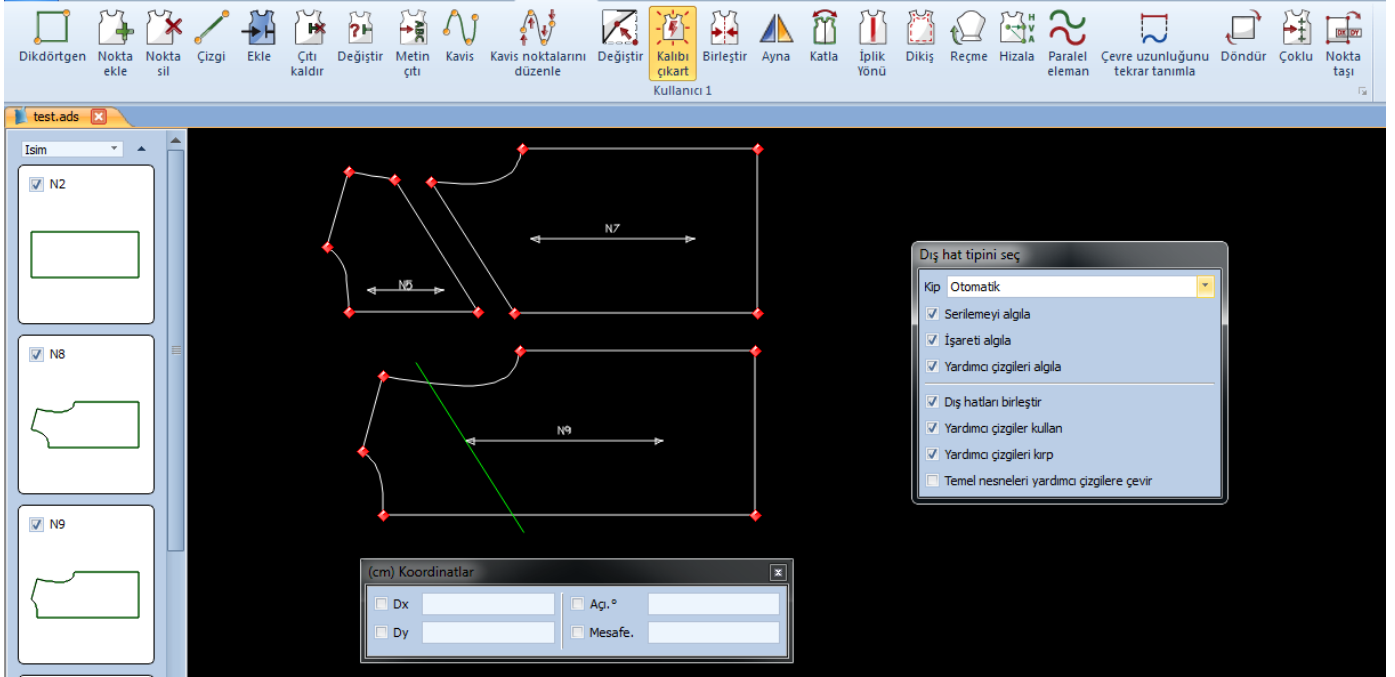 Dikdörtgen
Nokta ekle
Nokta sil
Çizgi
Ekle
Çıtı kaldır
Değiştir
Metin çıtı
Kavis
Kavis noktalarını düzenle
Değiştir
Kalıbı çıkart
Birleştir
Ayna
Katla
İplik Yönü
Dikiş
Reçme
Hizala
Paralel eleman
Çevre uzunluğunu tekrar tanımla
Döndür
Çoklu
Nokta taşı
Kullanıcı 1
test.ads
Isim
N2
N8
N9
N7
N9
Dış hat tipini seç
Kip Otomatik
Serilemeyi algıla
İşareti algıla
Yardımcı çizgileri algıla
Dış hatları birleştir
Yardımcı çizgiler kullan
Yardımcı çizgileri kırp
Temel nesneleri yardımcı çizgilere çevir
(cm) Koordinatlar
Dx Açı.°
Dy Mesafe.